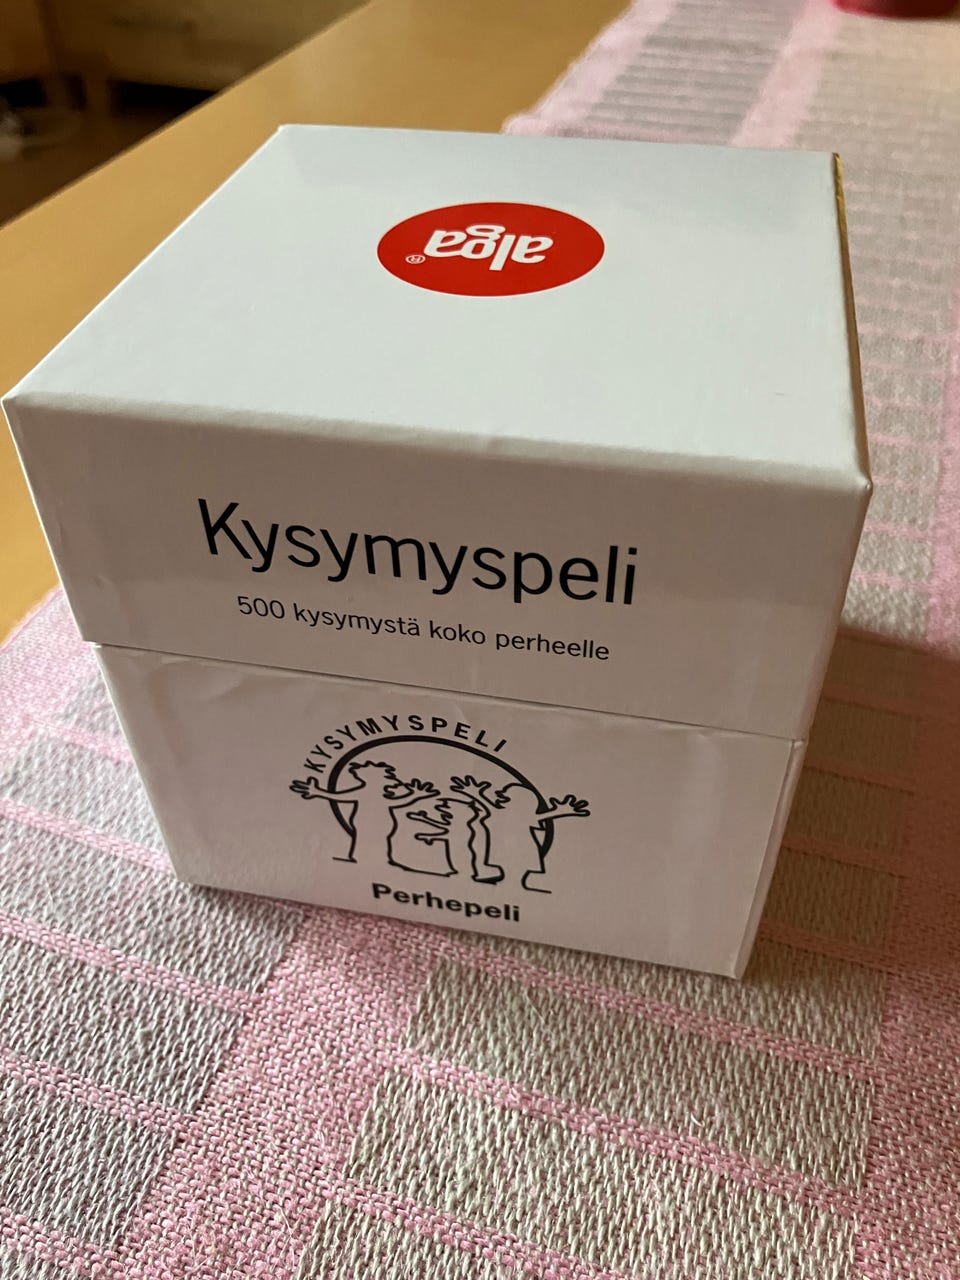 alga®
Kysymyspeli
500 kysymystä koko perheelle
KYSYMYSPELI
Perhepeli